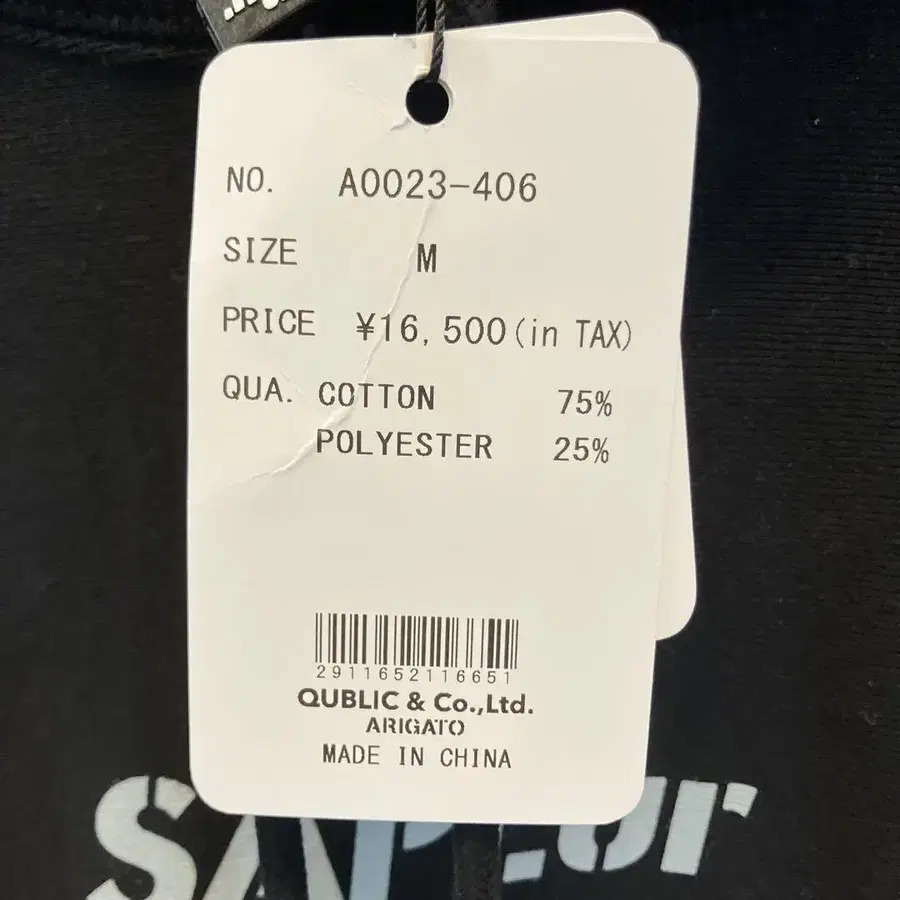 NO. A0023-406
SIZE M
PRICE ¥16,500(in TAX)
QUA. COTTON 75%
POLYESTER 25%
2911652116651
QUBLIC & Co.,Ltd.
ARIGATO
MADE IN CHINA